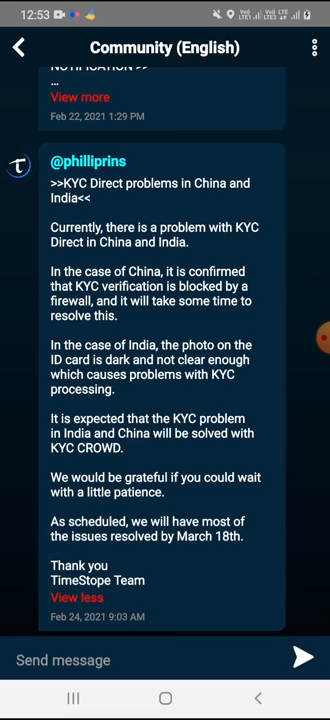 12:53
Community (English)
NOTIFICATION >>
...
View more
Feb 22, 2021 1:29 PM
@philliprins
>>KYC Direct problems in China and
India<<
Currently, there is a problem with KYC
Direct in China and India.
In the case of China, it is confirmed
that KYC verification is blocked by a
firewall, and it will take some time to
resolve this.
In the case of India, the photo on the
ID card is dark and not clear enough
which causes problems with KYC
processing.
It is expected that the KYC problem
in India and China will be solved with
KYC CROWD.
We would be grateful if you could wait
with a little patience.
As scheduled, we will have most of
the issues resolved by March 18th.
Thank you
TimeStope Team
View less
Feb 24, 2021 9:03 AM
Send message